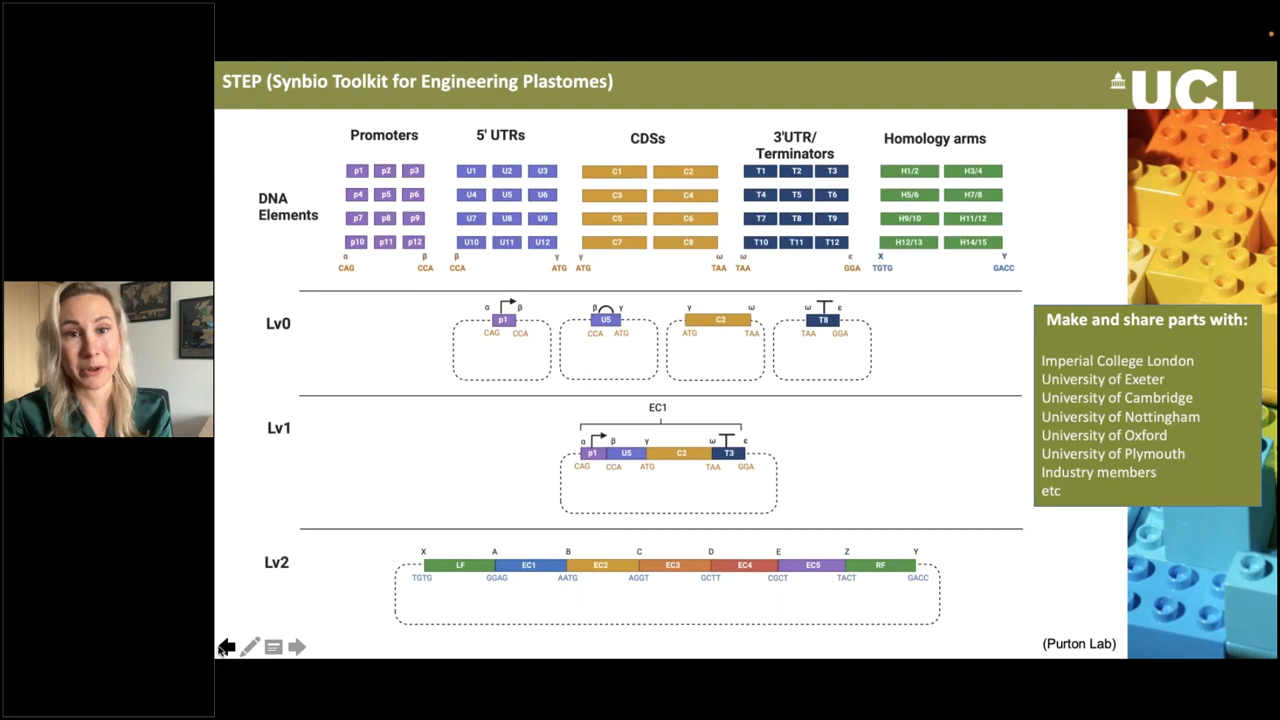 STEP (Synbio Toolkit for Engineering Plastomes)
UCL
Promoters
5' UTRs
CDSs
3'UTR/
Terminators
Homology arms
DNA
Elements
p1 p2 p3 U1 U2 U3 C1 C2 T1 T2 T3 H1/2 H3/4
p4 p5 p6 U4 U5 U6 C3 C4 T4 T5 T6 H5/6 H7/8
p7 p8 p9 U7 U8 U9 C5 C6 T7 T8 T9 H9/10 H11/12
p10 p11 p12 U10 U11 U12 C7 C8 T10 T11 T12 H12/13 H14/15
α β β γ γ ω ω ε X Y
CAG CCA CCA ATG ATG TAA TAA GGA TGTG GACC
Lv0
α β β γ γ ω ω ε
p1 U5 C2 T8
CAG CCA CCA ATG ATG TAA TAA GGA
Lv1
EC1
α β γ ω ε
p1 U5 C2 T3
CAG CCA ATG TAA GGA
Lv2
X A B C D E Z Y
LF EC1 EC2 EC3 EC4 EC5 RF
TGTG GGAG AATG AGGT GCTT CGCT TACT GACC
Make and share parts with:
Imperial College London
University of Exeter
University of Cambridge
University of Nottingham
University of Oxford
University of Plymouth
Industry members
etc
(Purton Lab)